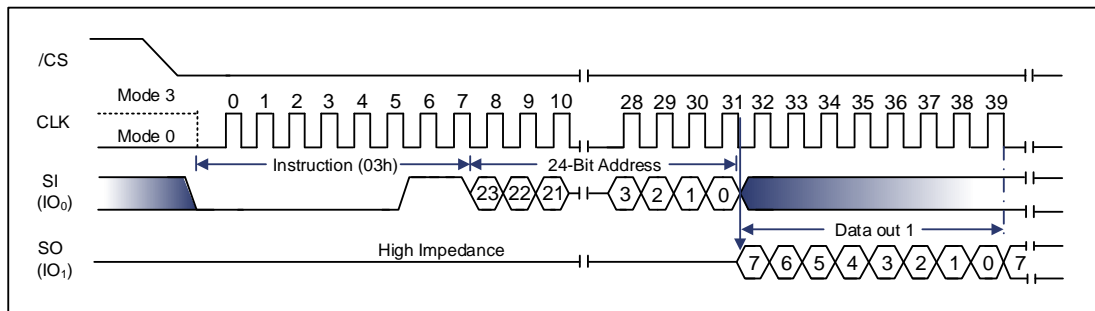 /CS
Mode 3
0 1 2 3 4 5 6 7 8 9 10 28 29 30 31 32 33 34 35 36 37 38 39
CLK
Mode 0
Instruction (03h) 24-Bit Address
SI
(IO₀)
23 22 21 3 2 1 0
Data out 1
High Impedance
SO
(IO₁)
7 6 5 4 3 2 1 0 7